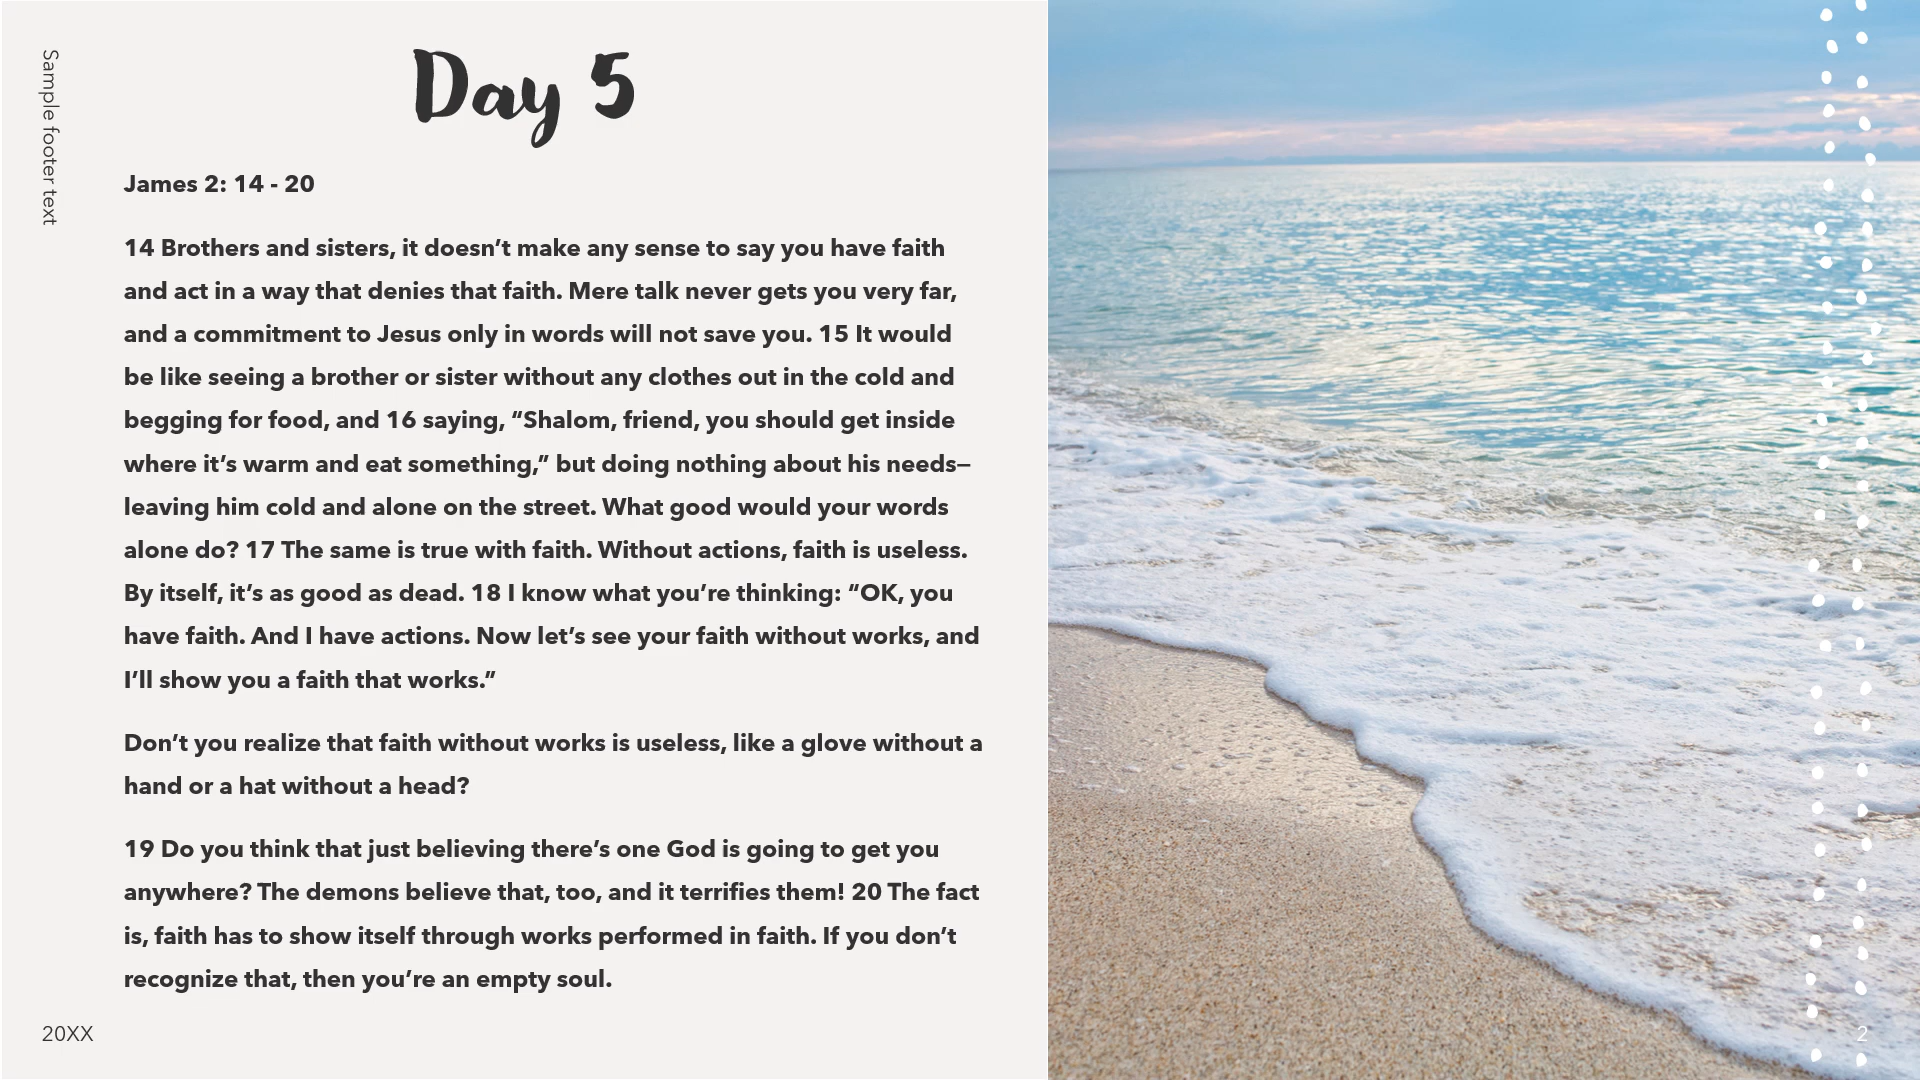 Sample footer text
Day 5
James 2: 14 - 20
14 Brothers and sisters, it doesn’t make any sense to say you have faith
and act in a way that denies that faith. Mere talk never gets you very far,
and a commitment to Jesus only in words will not save you. 15 It would
be like seeing a brother or sister without any clothes out in the cold and
begging for food, and 16 saying, “Shalom, friend, you should get inside
where it’s warm and eat something,” but doing nothing about his needs—
leaving him cold and alone on the street. What good would your words
alone do? 17 The same is true with faith. Without actions, faith is useless.
By itself, it’s as good as dead. 18 I know what you’re thinking: “OK, you
have faith. And I have actions. Now let’s see your faith without works, and
I’ll show you a faith that works.”
Don’t you realize that faith without works is useless, like a glove without a
hand or a hat without a head?
19 Do you think that just believing there’s one God is going to get you
anywhere? The demons believe that, too, and it terrifies them! 20 The fact
is, faith has to show itself through works performed in faith. If you don’t
recognize that, then you’re an empty soul.
20XX
2